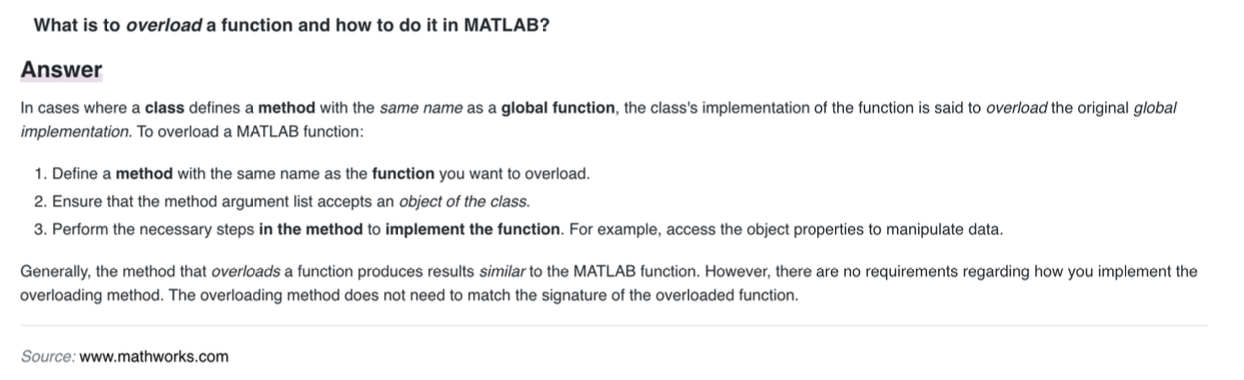 What is to overload a function and how to do it in MATLAB?
Answer
In cases where a class defines a method with the same name as a global function, the class's implementation of the function is said to overload the original global
implementation. To overload a MATLAB function:
1. Define a method with the same name as the function you want to overload.
2. Ensure that the method argument list accepts an object of the class.
3. Perform the necessary steps in the method to implement the function. For example, access the object properties to manipulate data.
Generally, the method that overloads a function produces results similar to the MATLAB function. However, there are no requirements regarding how you implement the
overloading method. The overloading method does not need to match the signature of the overloaded function.
Source: www.mathworks.com